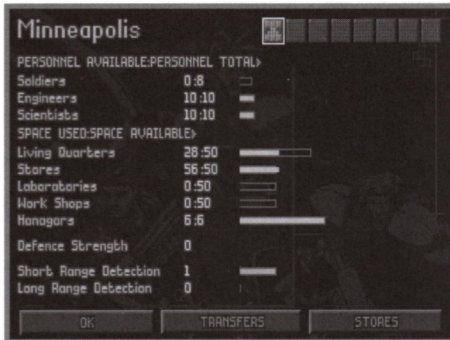 Minneapolis
PERSONNEL AVAILABLE:PERSONNEL TOTAL>
Soldiers 0:8
Engineers 10:10
Scientists 10:10
SPACE USED:SPACE AVAILABLE>
Living Quarters 28:50
Stores 56:50
Laboratories 0:50
Work Shops 0:50
Hanagars 6:6
Defence Strength 0
Short Range Detection 1
Long Range Detection 0
OK TRANSFERS STORES